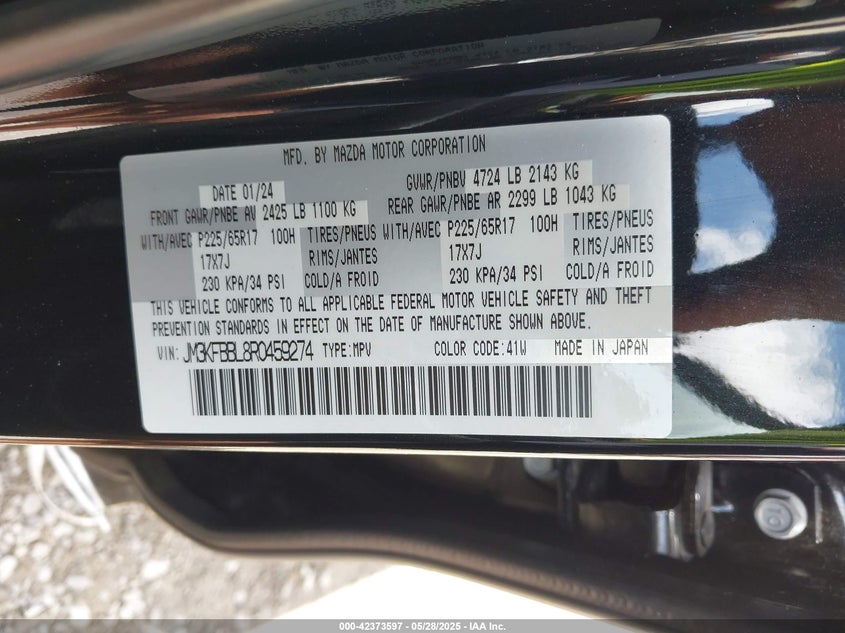 MFD. BY MAZDA MOTOR CORPORATION
DATE 01/24 GVWR/PNBV 4724 LB 2143 KG
FRONT GAWR/PNBE AV 2425 LB 1100 KG REAR GAWR/PNBE AR 2299 LB 1043 KG
WITH/AVEC P225/65R17 100H TIRES/PNEUS WITH/AVEC P225/65R17 100H TIRES/PNEUS
17X7J RIMS/JANTES 17X7J RIMS/JANTES
230 KPA/34 PSI COLD/A FROID 230 KPA/34 PSI COLD/A FROID
THIS VEHICLE CONFORMS TO ALL APPLICABLE FEDERAL MOTOR VEHICLE SAFETY AND THEFT
PREVENTION STANDARDS IN EFFECT ON THE DATE OF MANUFACTURE SHOWN ABOVE.
VIN: JM3KFBBL8R0459274 TYPE:MPV COLOR CODE:41W MADE IN JAPAN
10
000-42373597 - 05/28/2025 - IAA Inc.